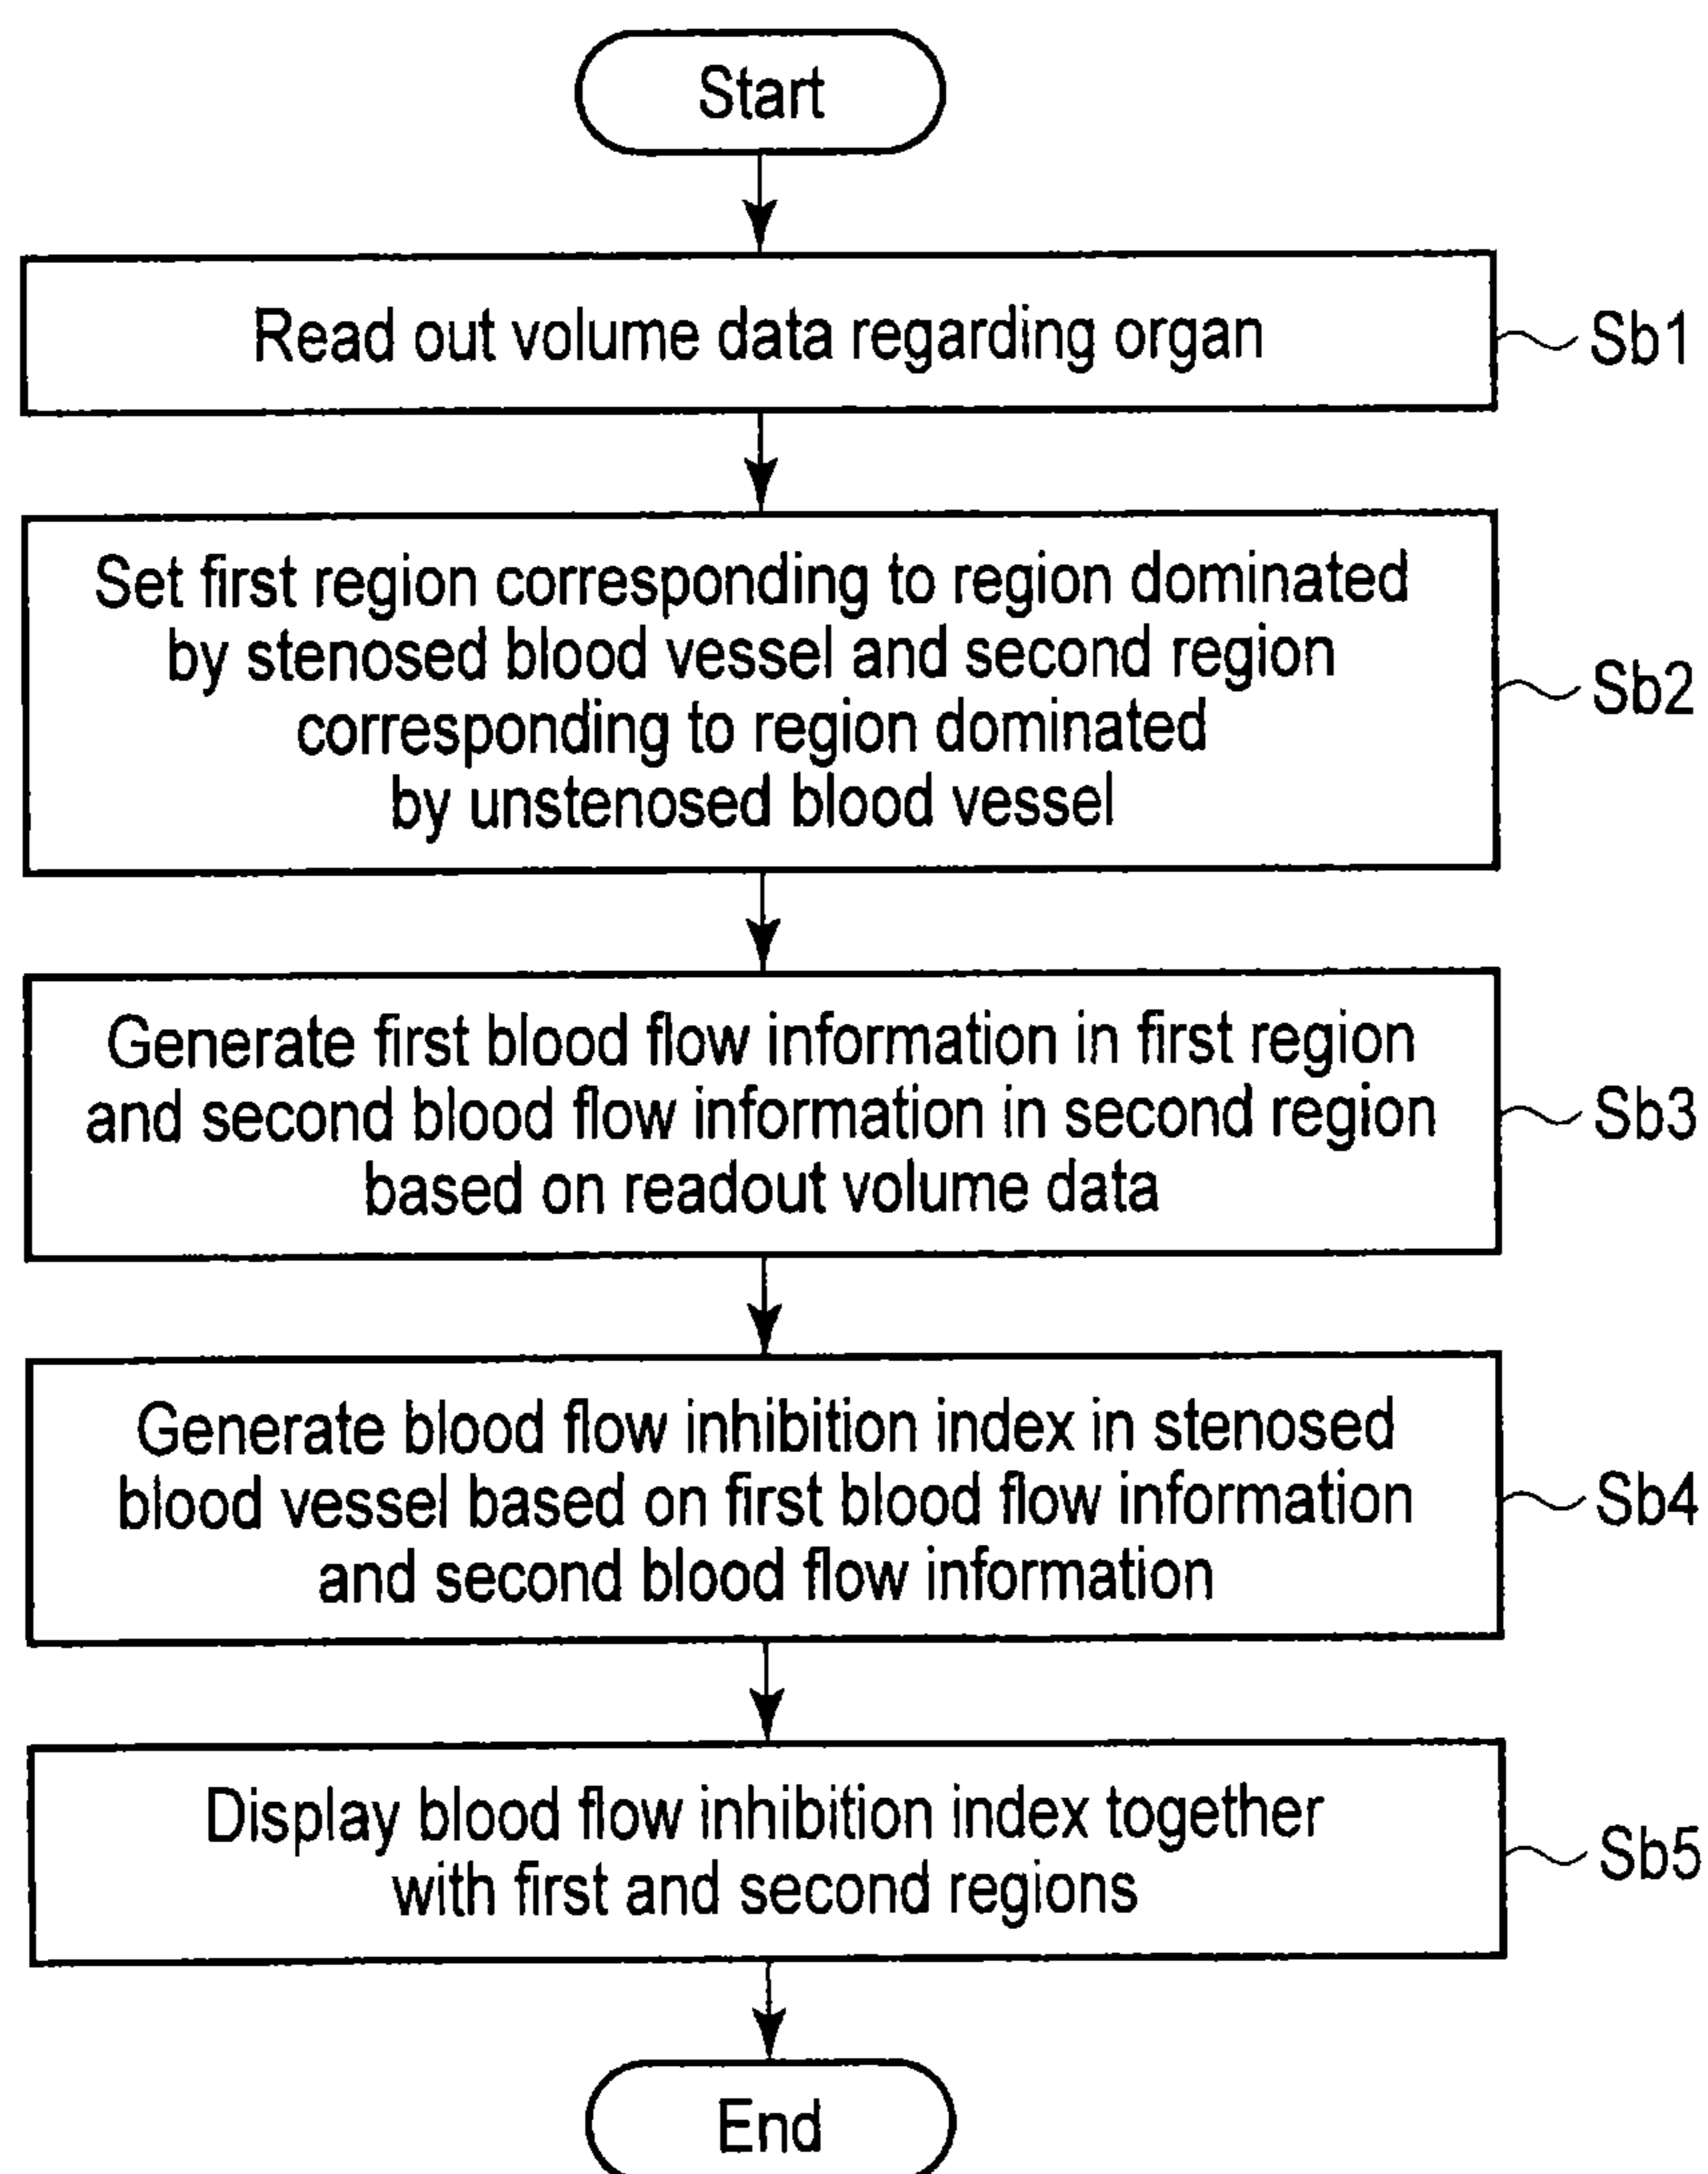 Start
Read out volume data regarding organ
Sb1
Set first region corresponding to region dominated
by stenosed blood vessel and second region
corresponding to region dominated
by unstenosed blood vessel
Sb2
Generate first blood flow information in first region
and second blood flow information in second region
based on readout volume data
Sb3
Generate blood flow inhibition index in stenosed
blood vessel based on first blood flow information
and second blood flow information
Sb4
Display blood flow inhibition index together
with first and second regions
Sb5
End